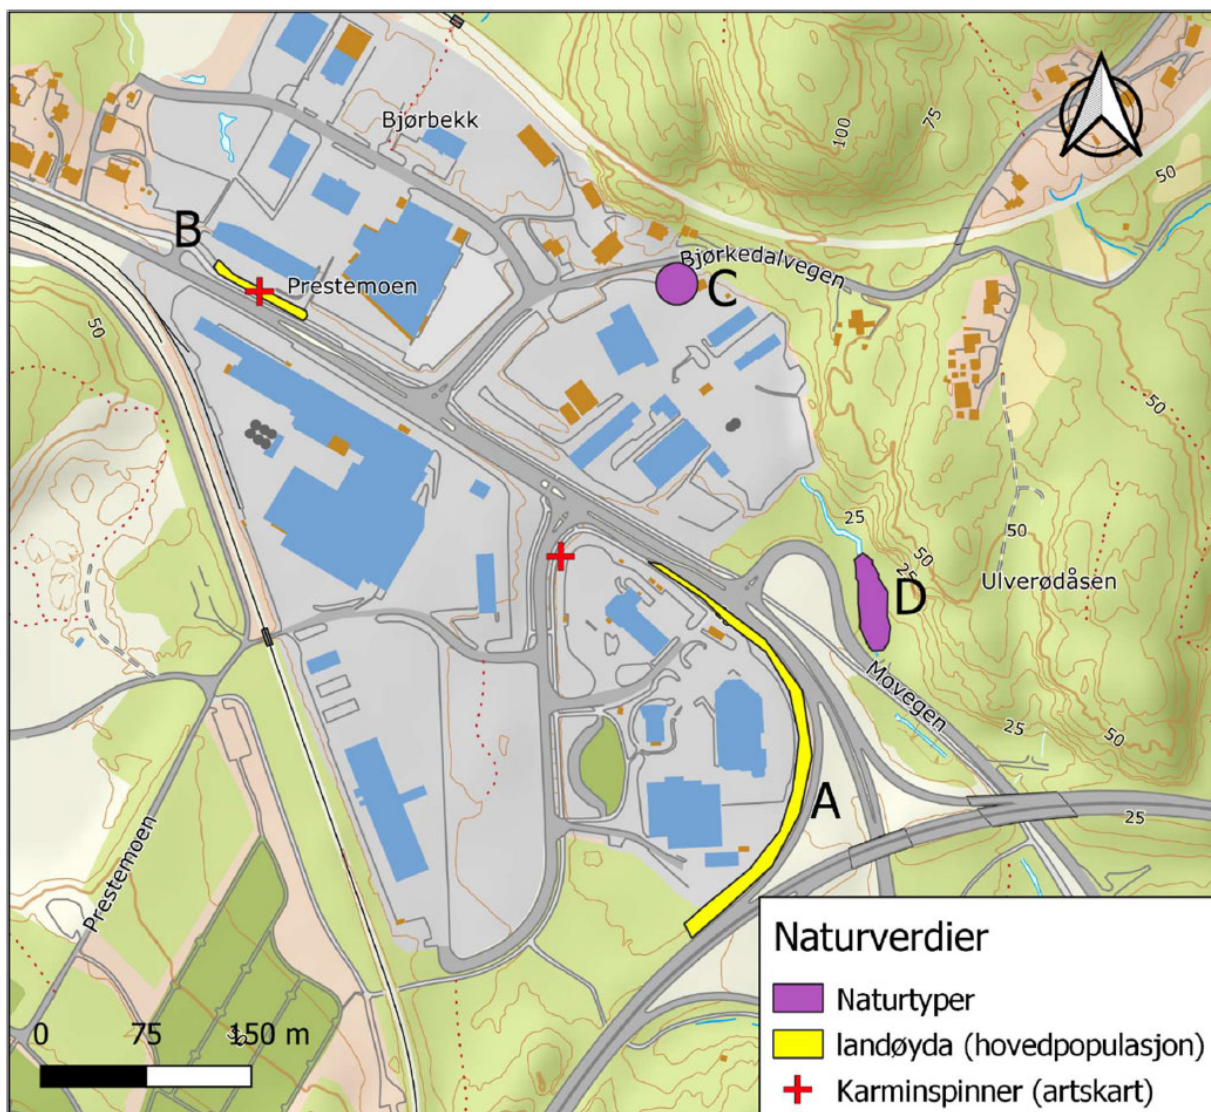 Bjørbekk
100
75
50
B
Prestemoen
Bjørkedalvegen
C
50
50
25
50
25
50
Ulverødåsen
D
Movegen
25
50
A
25
Prestemoen
0 75 150 m
Naturverdier
Naturtyper
landøyda (hovedpopulasjon)
Karminspinner (artskart)